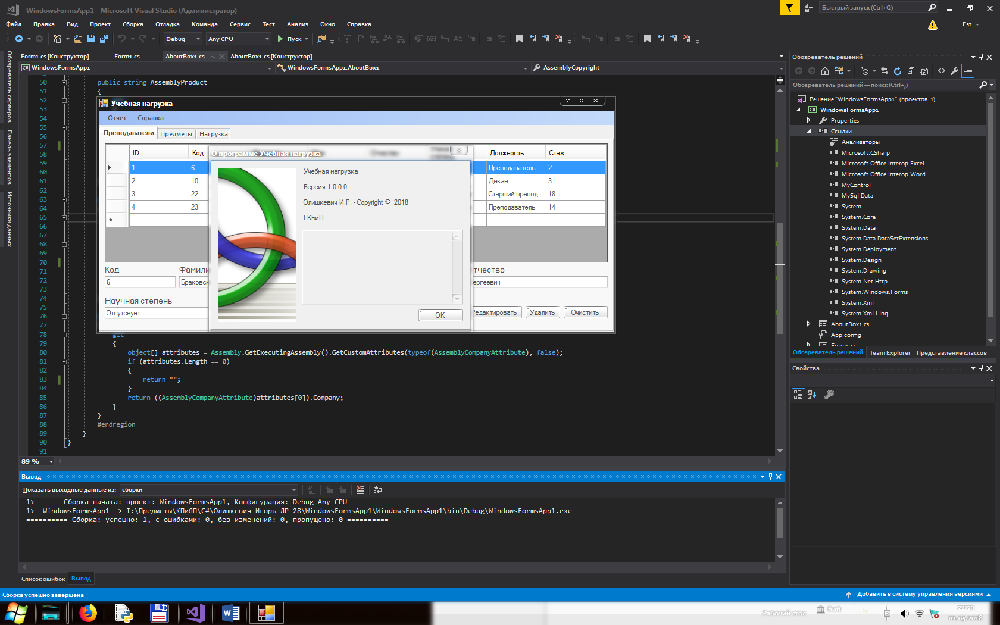 WindowsFormsApp1 - Microsoft Visual Studio (Администратор)
Быстрый запуск (Ctrl+Q)
Файл Правка Вид Проект Сборка Отладка Команда Сервис Тест Анализ Окно Справка
Est
Debug Any CPU Пуск
Обозреватель серверов
Панель элементов
Источники данных
Form1.cs [Конструктор] Form1.cs AboutBox1.cs AboutBox1.cs [Конструктор]
WindowsFormsApp1 WindowsFormsApp1.AboutBox1 AssemblyCopyright
50 public string AssemblyProduct
51 {
52
53
54
55
56
57
58
59
60
61
62
63
64
65
66
67
68
69
70
71
72
73
74
75
76
77
78 get
79 {
80 object[] attributes = Assembly.GetExecutingAssembly().GetCustomAttributes(typeof(AssemblyCompanyAttribute), false);
81 if (attributes.Length == 0)
82 {
83 return "";
84 }
85 return ((AssemblyCompanyAttribute)attributes[0]).Company;
86 }
87 }
88 #endregion
89 }
90 }
91
89 %
Учебная нагрузка
Отчет Справка
Преподаватели Предметы Нагрузка
ID Код Должность Стаж
1 6 Преподаватель 2
2 10 Декан 31
3 22 Старший препод... 18
4 23 Преподаватель 14
*
Код Фамили тчество
6 Браковск ергеевич
Научная степень
Отсутсвует
Редактировать Удалить Очистить
О программе Учебная нагрузка
Учебная нагрузка
Версия 1.0.0.0
Олишкевич И.Р. - Copyright © 2018
ГКБиП
OK
Вывод
Показать выходные данные из: сборки
1>------ Сборка начата: проект: WindowsFormsApp1, Конфигурация: Debug Any CPU ------
1> WindowsFormsApp1 -> I:\Предметы\КПиЯП\C#\Олишкевич Игорь ЛР 28\WindowsFormsApp1\WindowsFormsApp1\bin\Debug\WindowsFormsApp1.exe
========== Сборка: успешно: 1, с ошибками: 0, без изменений: 0, пропущено: 0 ==========
Список ошибок Вывод
Обозреватель решений
Обозреватель решений — поиск (Ctrl+;)
Решение "WindowsFormsApp1" (проектов: 1)
WindowsFormsApp1
Properties
Ссылки
Анализаторы
Microsoft.CSharp
Microsoft.Office.Interop.Excel
Microsoft.Office.Interop.Word
MyControl
MySql.Data
System
System.Core
System.Data
System.Data.DataSetExtensions
System.Deployment
System.Design
System.Drawing
System.Net.Http
System.Windows.Forms
System.Xml
System.Xml.Linq
AboutBox1.cs
App.config
Form1.cs
Обозреватель решений Team Explorer Представление классов
Свойства
Сборка успешно завершена
Добавить в систему управления версиями
Рабочий стол Биб
22:23
02.05.2018